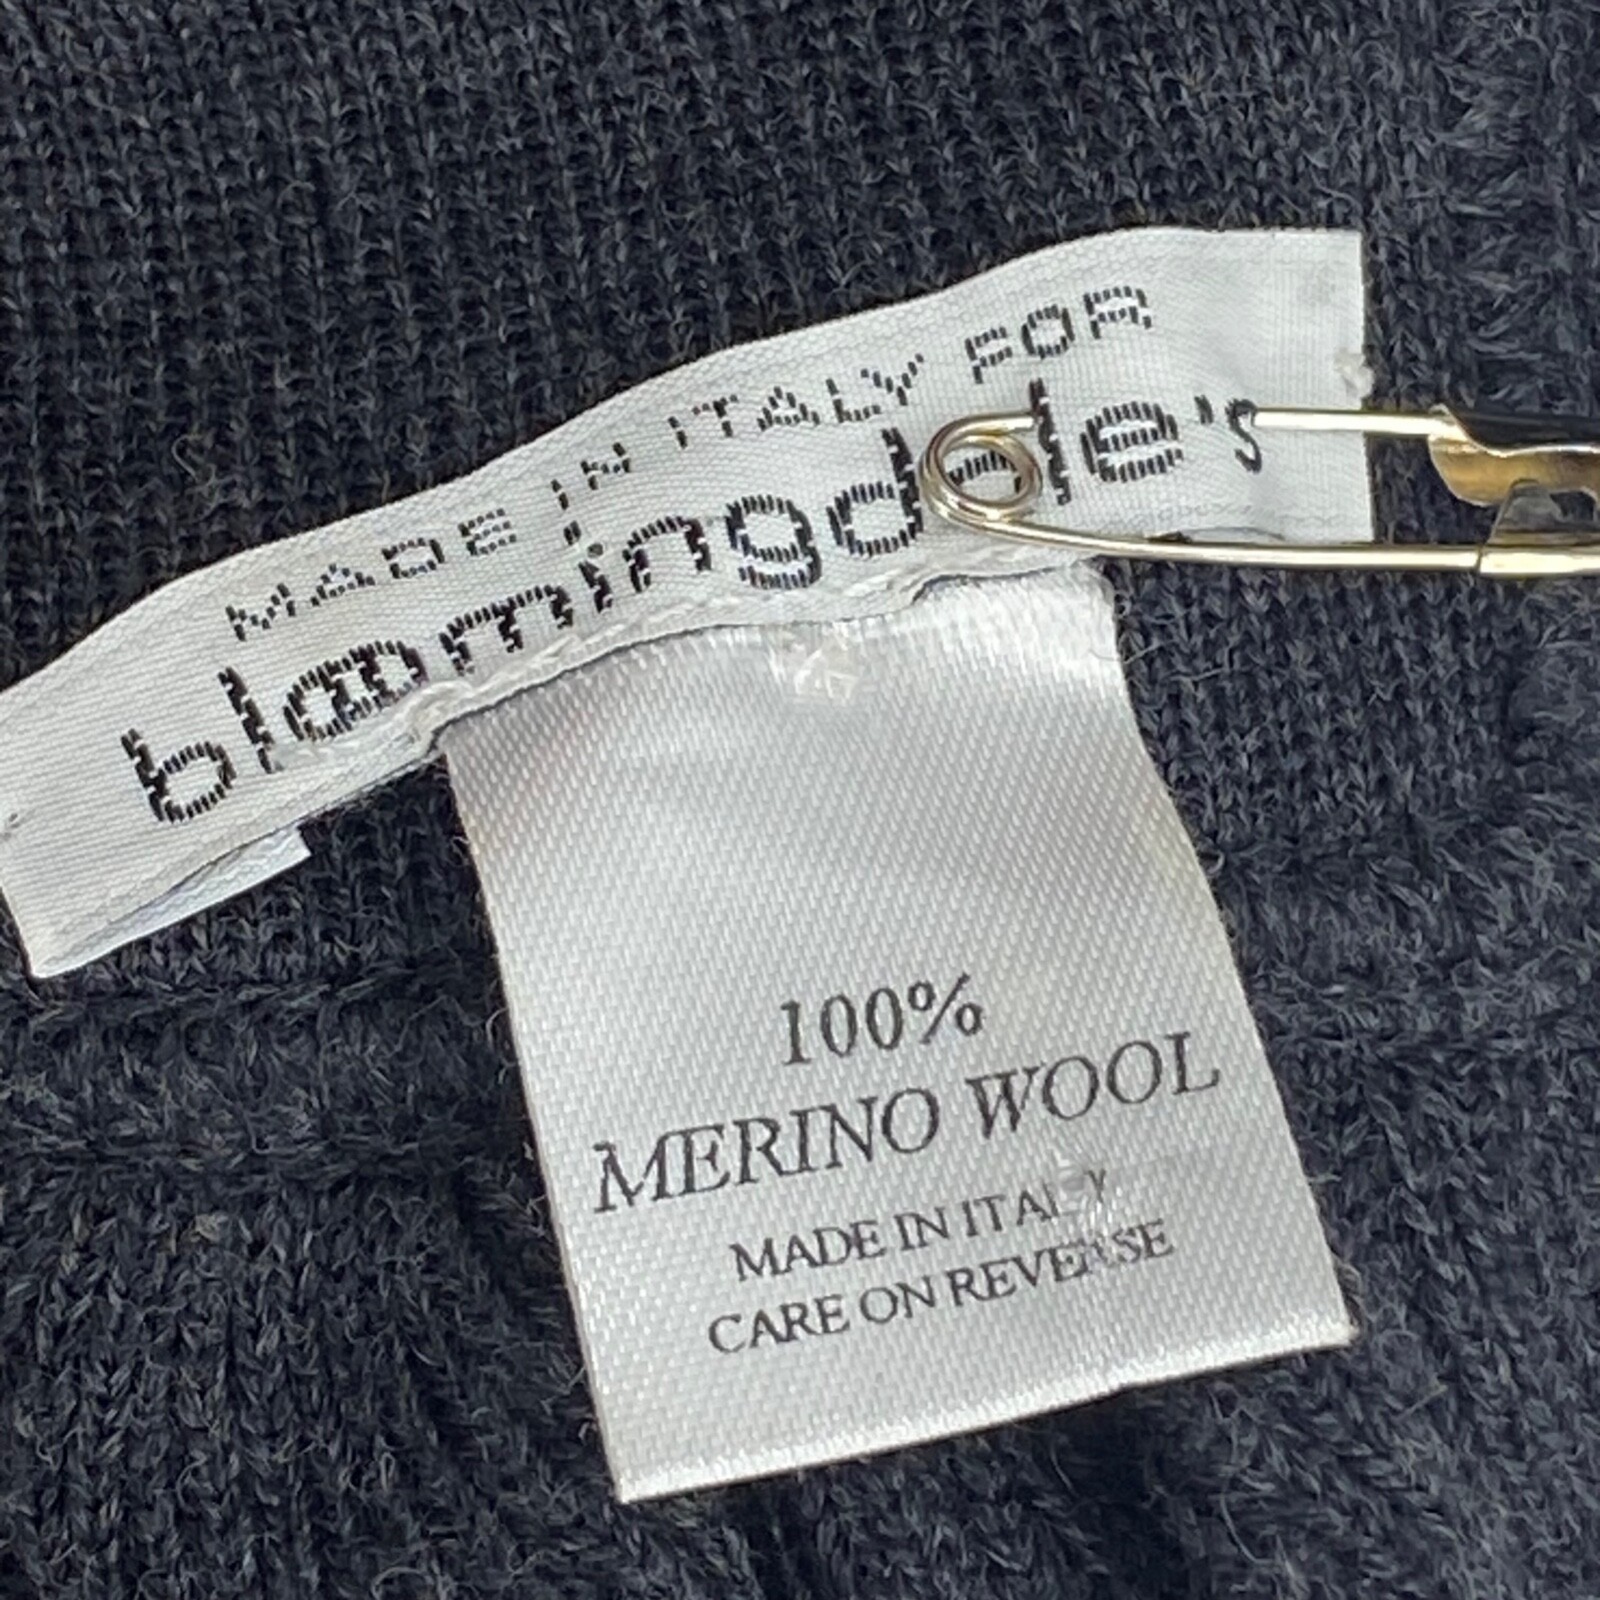 MADE IN ITALY FOR
bloomingdale's
100%
MERINO WOOL
MADE IN ITALY
CARE ON REVERSE